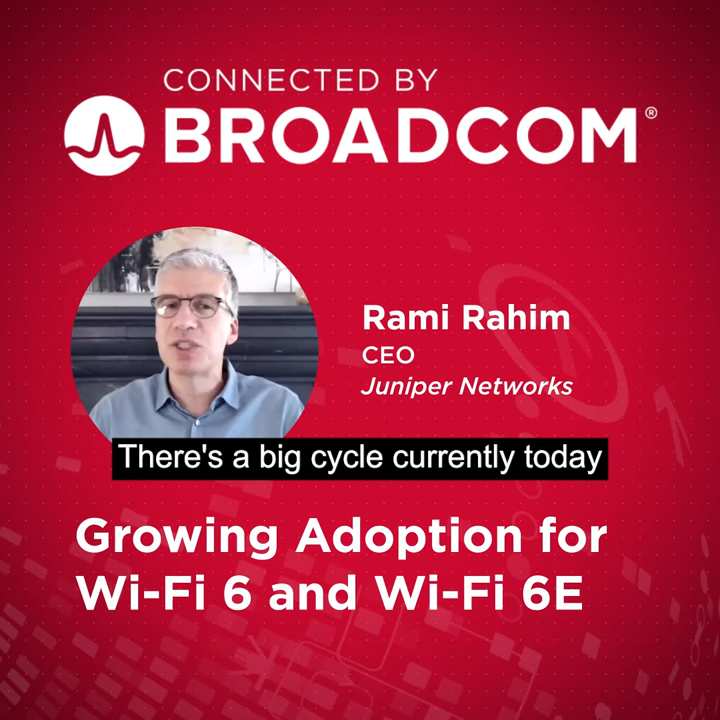 CONNECTED BY
BROADCOM®
Rami Rahim
CEO
Juniper Networks
There's a big cycle currently today
Growing Adoption for
Wi-Fi 6 and Wi-Fi 6E